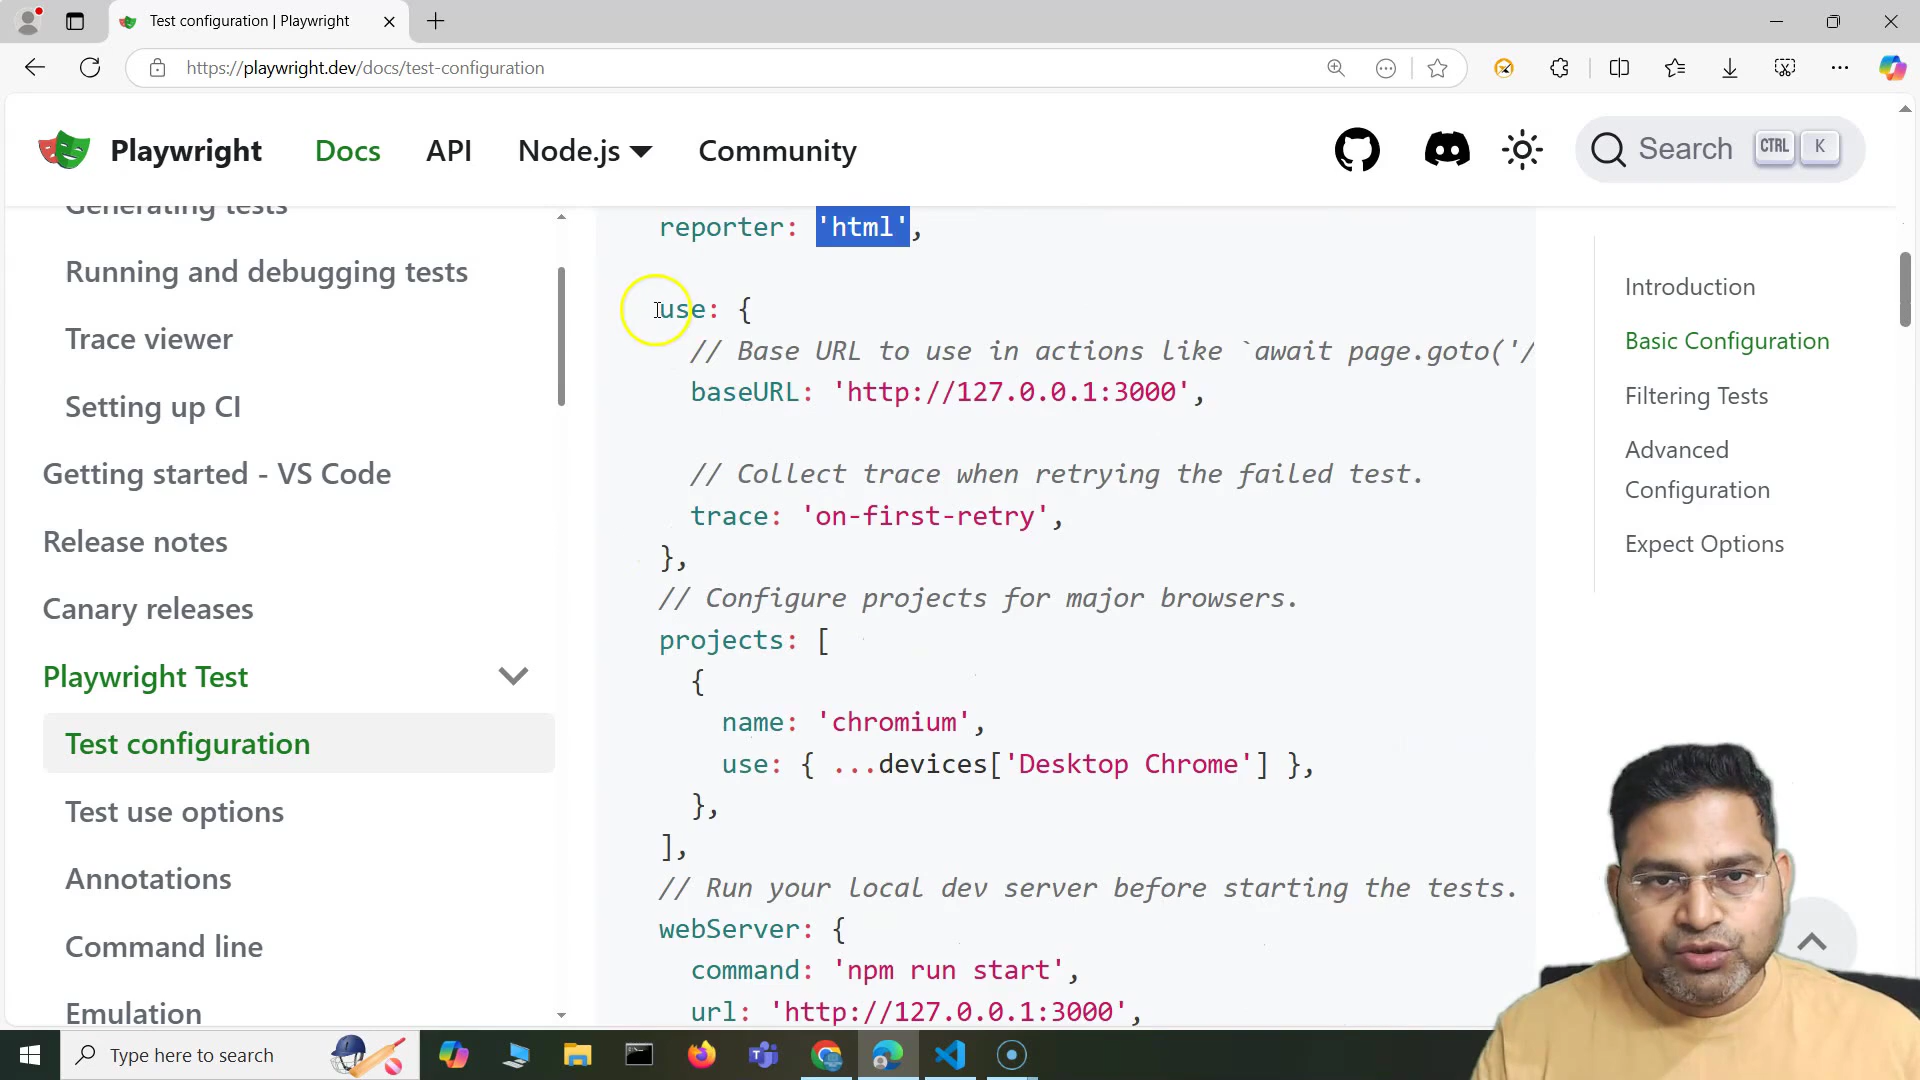 Test configuration | Playwright
https://playwright.dev/docs/test-configuration
Playwright
Docs
API
Node.js
Community
Search
CTRL
K
Generating tests
Running and debugging tests
Trace viewer
Setting up CI
Getting started - VS Code
Release notes
Canary releases
Playwright Test
Test configuration
Test use options
Annotations
Command line
Emulation
reporter: 'html',
use: {
// Base URL to use in actions like `await page.goto('/
baseURL: 'http://127.0.0.1:3000',
// Collect trace when retrying the failed test.
trace: 'on-first-retry',
},
// Configure projects for major browsers.
projects: [
{
name: 'chromium',
use: { ...devices['Desktop Chrome'] },
},
],
// Run your local dev server before starting the tests.
webServer: {
command: 'npm run start',
url: 'http://127.0.0.1:3000',
Introduction
Basic Configuration
Filtering Tests
Advanced
Configuration
Expect Options
Type here to search